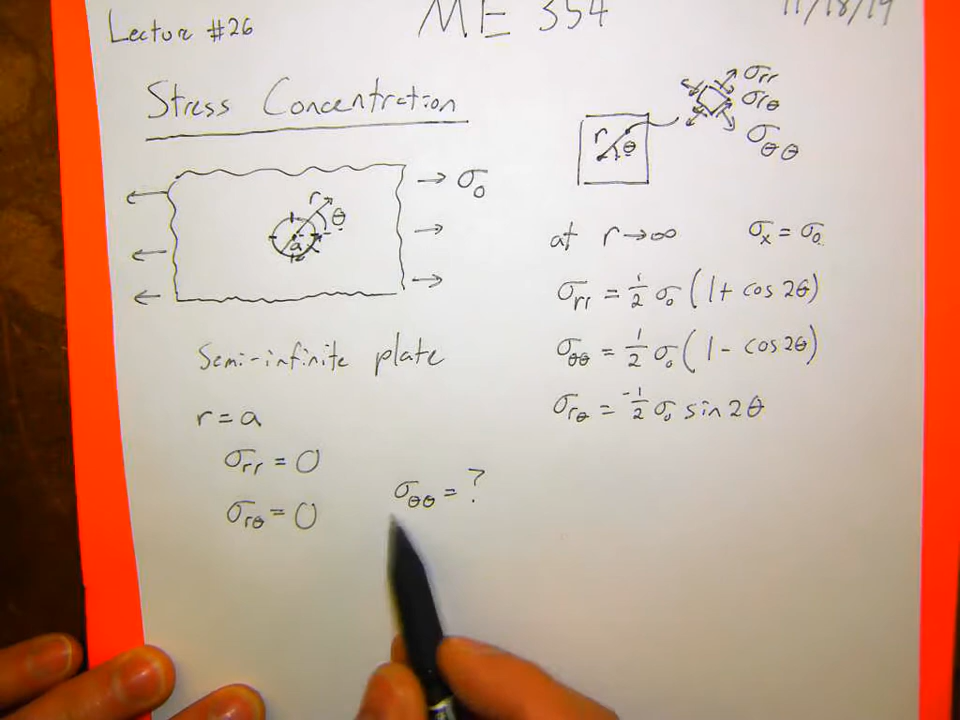 Lecture #26
ME 354
11/18/19
Stress Concentration
σ₀
r
θ
a
r
θ
σrr
σrθ
σθθ
at r→∞ σx = σ₀
σrr = ½ σ₀ (1 + cos 2θ)
σθθ = ½ σ₀ (1 - cos 2θ)
σrθ = -½ σ₀ sin 2θ
Semi-infinite plate
r = a
σrr = 0
σrθ = 0
σθθ = ?